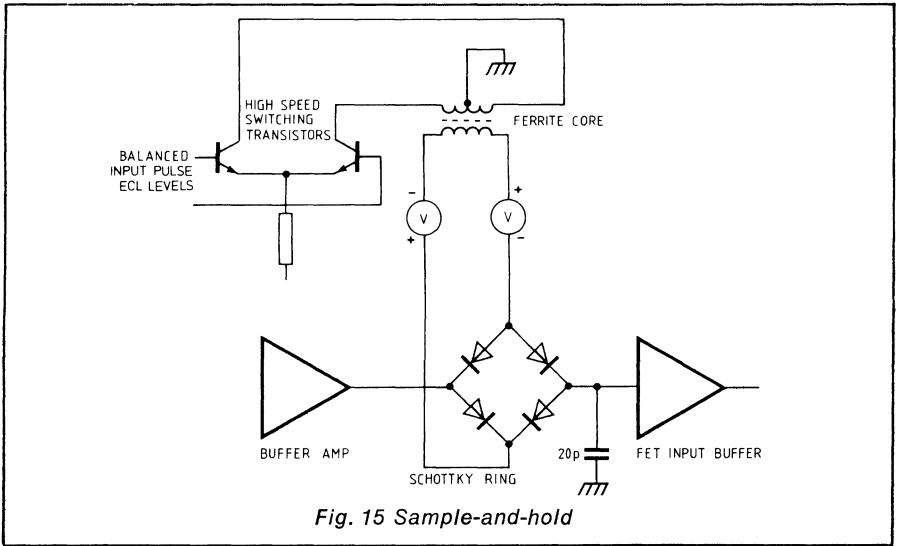 HIGH SPEED
SWITCHING
TRANSISTORS
FERRITE CORE
BALANCED
INPUT PULSE
ECL LEVELS
- +
V V
+ -
BUFFER AMP
SCHOTTKY RING
20p
FET INPUT BUFFER
Fig. 15 Sample-and-hold